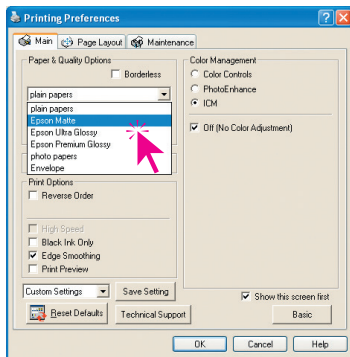 Printing Preferences
Main
Page Layout
Maintenance
Paper & Quality Options
Borderless
plain papers
plain papers
Epson Matte
Epson Ultra Glossy
Epson Premium Glossy
photo papers
Envelope
Print Options
Reverse Order
High Speed
Black Ink Only
Edge Smoothing
Print Preview
Custom Settings
Save Setting
Reset Defaults
Technical Support
Color Management
Color Controls
PhotoEnhance
ICM
Off (No Color Adjustment)
Show this screen first
Basic
OK
Cancel
Help